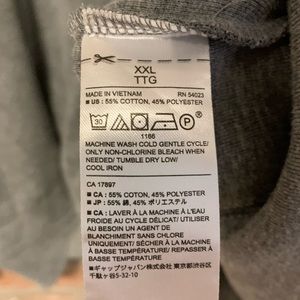 XXL
TTG
MADE IN VIETNAM RN 54023
■ US : 55% COTTON, 45% POLYESTER
30 P
1166
MACHINE WASH COLD GENTLE CYCLE/
ONLY NON-CHLORINE BLEACH WHEN
NEEDED/ TUMBLE DRY LOW/
COOL IRON
CA 17897
■ CA : 55% COTTON, 45% POLYESTER
■ JP : 55% 綿, 45% ポリエステル
■ CA : LAVER À LA MACHINE À L'EAU
FROIDE AU CYCLE DÉLICAT/ UTILISER
AU BESOIN UN AGENT DE
BLANCHIMENT SANS CHLORE
UNIQUEMENT/ SÉCHER À LA MACHINE
À BASSE TEMPÉRATURE/ REPASSER À
BASSE TEMPÉRATURE
■ギャップジャパン株式会社 東京都渋谷区
千駄ヶ谷5-32-10